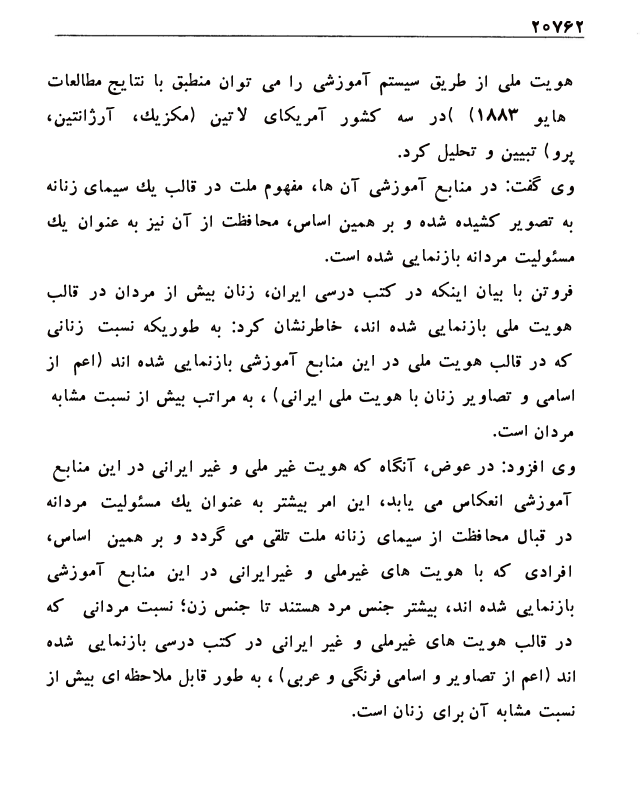 ۲۰۷۶۲
هویت ملی از طریق سیستم آموزشی را می توان منطبق با نتایج مطالعات
هایو ۱۸۸۳) )در سه کشور آمریکای لاتین (مکزیك، آرژانتین،
پرو) تبیین و تحلیل کرد.
وی گفت: در منابع آموزشی آن ها، مفهوم ملت در قالب یك سیمای زنانه
به تصویر کشیده شده و بر همین اساس، محافظت از آن نیز به عنوان یك
مسئولیت مردانه بازنمایی شده است.
فروتن با بیان اینکه در کتب درسی ایران، زنان بیش از مردان در قالب
هویت ملی بازنمایی شده اند، خاطرنشان کرد: به طوریکه نسبت زنانی
که در قالب هویت ملی در این منابع آموزشی بازنمایی شده اند (اعم از
اسامی و تصاویر زنان با هویت ملی ایرانی) ، به مراتب بیش از نسبت مشابه
مردان است.
وی افزود: در عوض، آنگاه که هویت غیر ملی و غیر ایرانی در این منابع
آموزشی انعکاس می یابد، این امر بیشتر به عنوان یك مسئولیت مردانه
در قبال محافظت از سیمای زنانه ملت تلقی می گردد و بر همین اساس،
افرادی که با هویت های غیرملی و غیرایرانی در این منابع آموزشی
بازنمایی شده اند، بیشتر جنس مرد هستند تا جنس زن؛ نسبت مردانی که
در قالب هویت های غیرملی و غیر ایرانی در کتب درسی بازنمایی شده
اند (اعم از تصاویر و اسامی فرنگی و عربی) ، به طور قابل ملاحظه ای بیش از
نسبت مشابه آن برای زنان است.